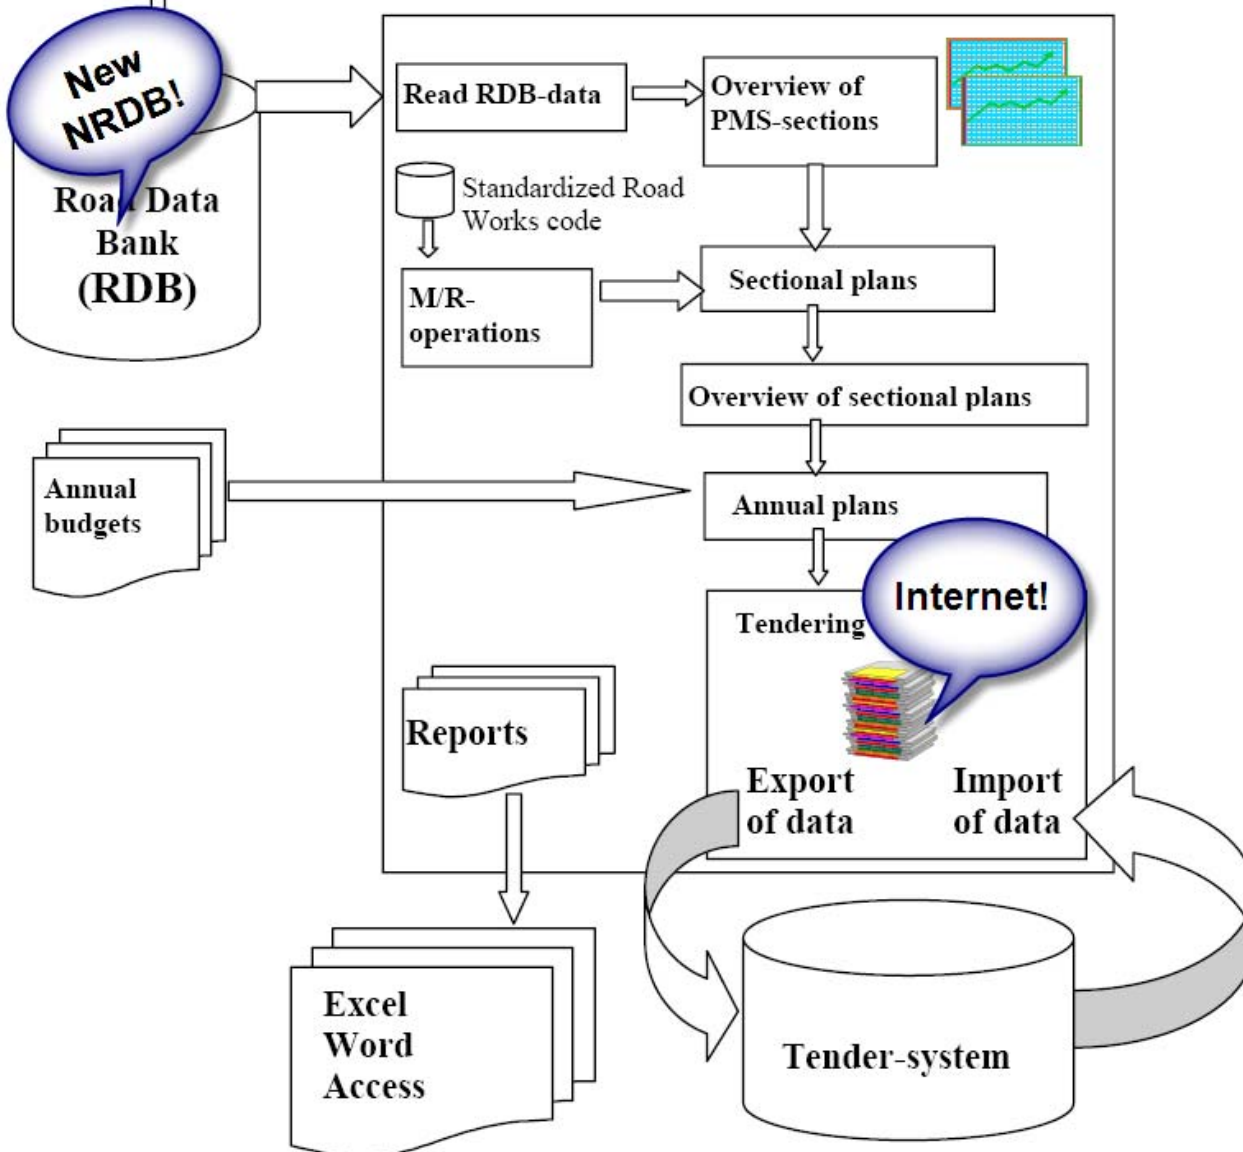 New
NRDB!
Road Data
Bank
(RDB)
Read RDB-data
Overview of
PMS-sections
Standardized Road
Works code
M/R-
operations
Sectional plans
Overview of sectional plans
Annual
budgets
Annual plans
Internet!
Tendering
Reports
Export
of data
Import
of data
Excel
Word
Access
Tender-system